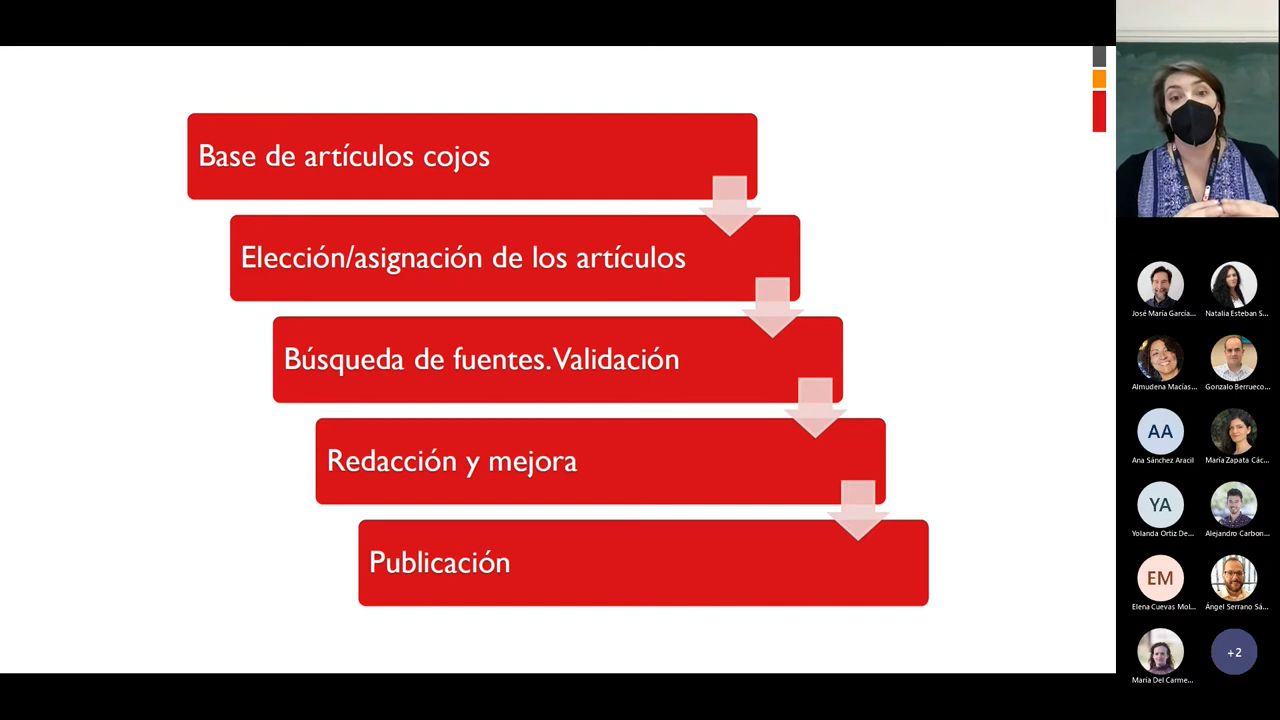 Base de artículos cojos
Elección/asignación de los artículos
Búsqueda de fuentes. Validación
Redacción y mejora
Publicación
José María García...
Natalia Esteban S...
Almudena Macías...
Gonzalo Berrueco...
AA
Ana Sánchez Aracil
María Zapata Các...
YA
Yolanda Ortiz De...
Alejandro Carbon...
EM
Elena Cuevas Mol...
Ángel Serrano Sá...
María Del Carme...
+2